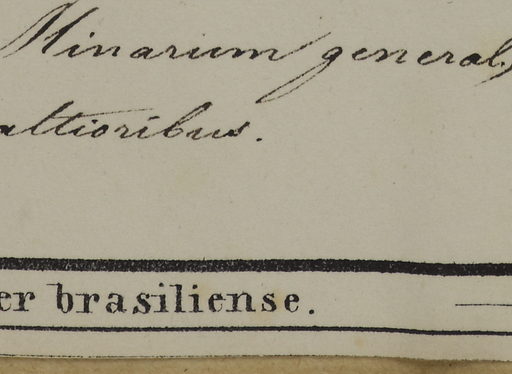 Minarum general.
altioribus.
er brasiliense.